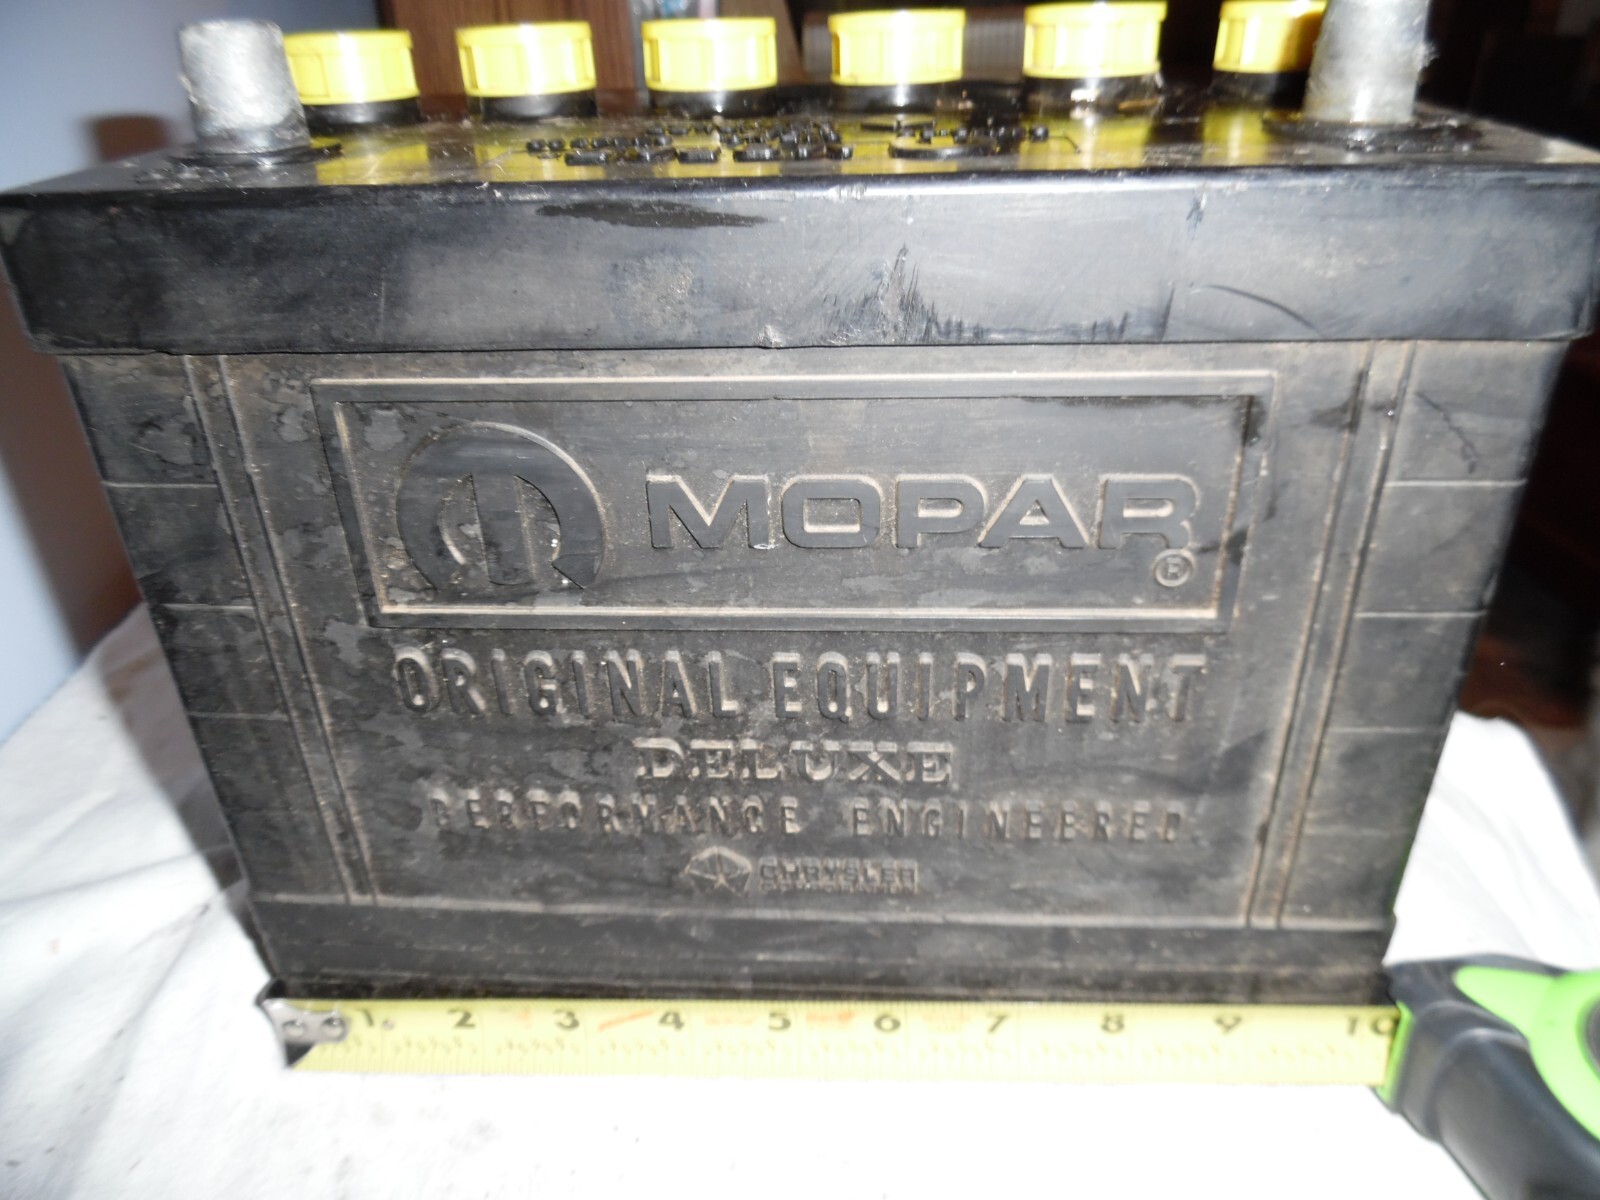 MOPAR
®
ORIGINAL EQUIPMENT
DELUXE
PERFORMANCE ENGINEERED
CHRYSLER
1 2 3 4 5 6 7 8 9 10